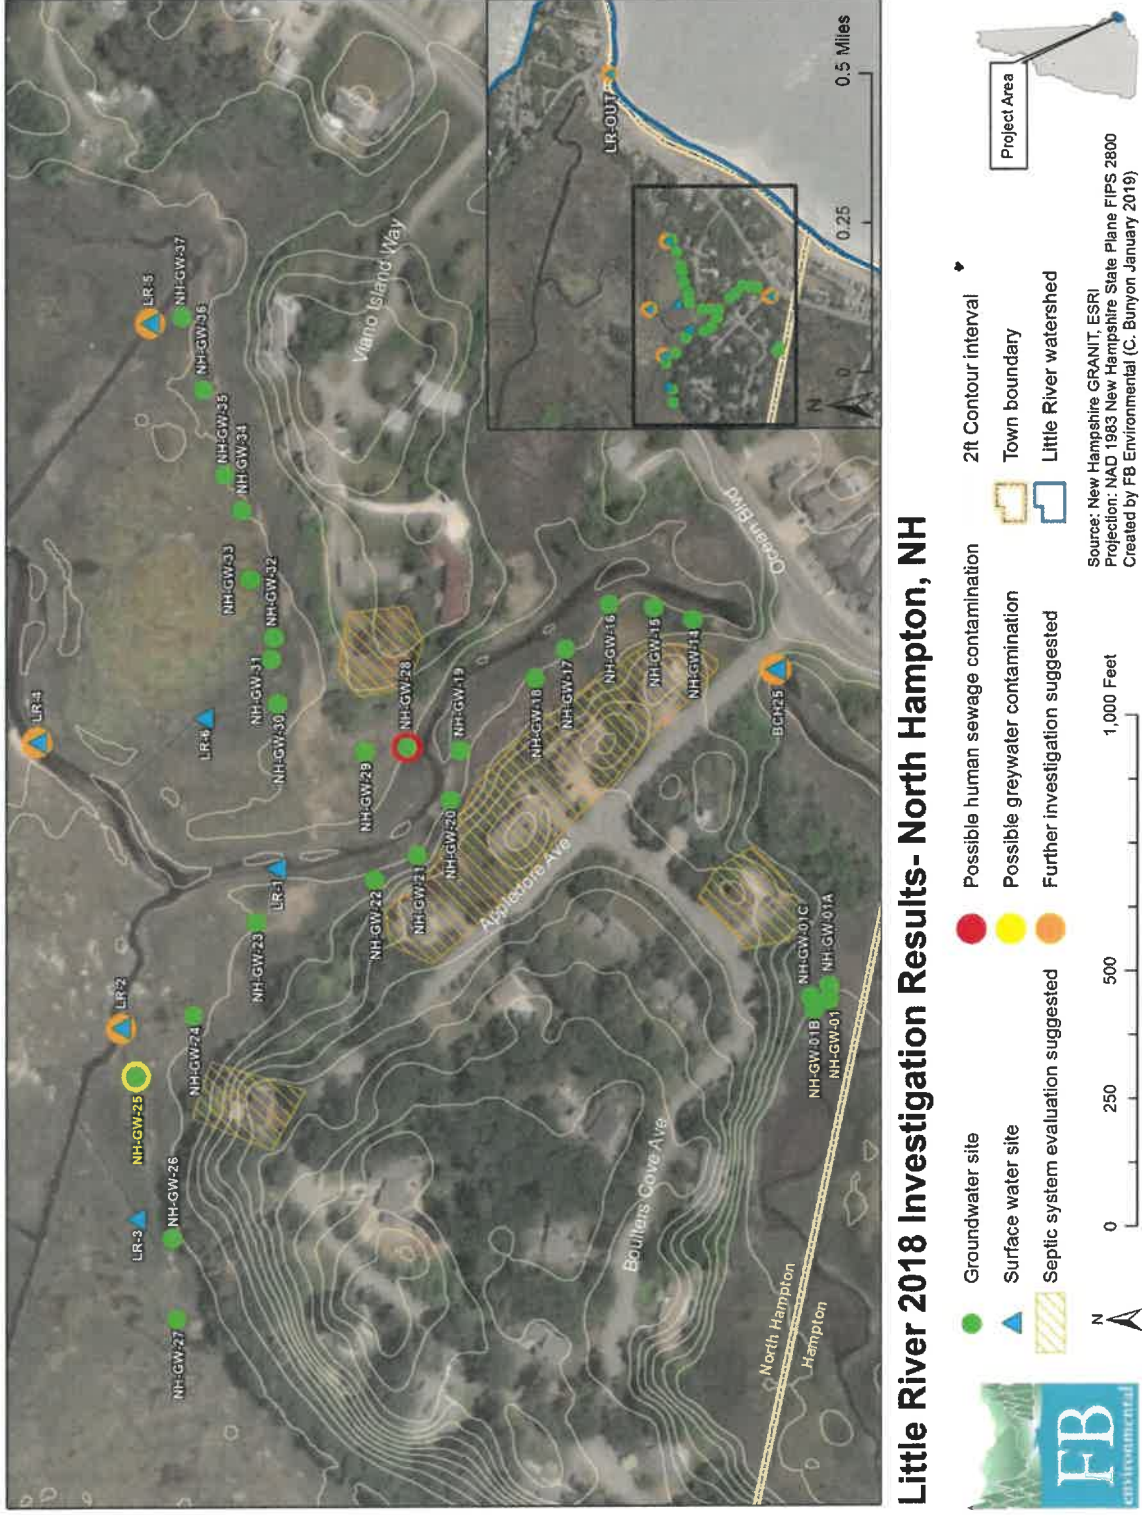 LR-4
LR-5
NH-GW-37
NH-GW-36
NH-GW-35
NH-GW-34
NH-GW-33
NH-GW-32
NH-GW-31
NH-GW-30
LR-6
LR-2
NH-GW-25
LR-3
NH-GW-26
NH-GW-27
NH-GW-24
NH-GW-23
LR-1
NH-GW-22
NH-GW-21
NH-GW-20
NH-GW-29
NH-GW-28
NH-GW-19
NH-GW-18
NH-GW-17
NH-GW-16
NH-GW-15
NH-GW-14
BCH25
NH-GW-01C
NH-GW-01A
NH-GW-01B
NH-GW-01
Viano Island Way
Ocean Blvd
Appledore Ave
Boulters Cove Ave
North Hampton
Hampton
LR-OUT
N
0
0.25
0.5 Miles
Little River 2018 Investigation Results- North Hampton, NH
Groundwater site
Surface water site
Septic system evaluation suggested
Possible human sewage contamination
Possible greywater contamination
Further investigation suggested
2ft Contour interval
Town boundary
Little River watershed
Project Area
N
0
250
500
1,000 Feet
Source: New Hampshire GRANIT, ESRI
Projection: NAD 1983 New Hampshire State Plane FIPS 2800
Created by FB Environmental (C. Bunyon January 2019)
FB
environmental